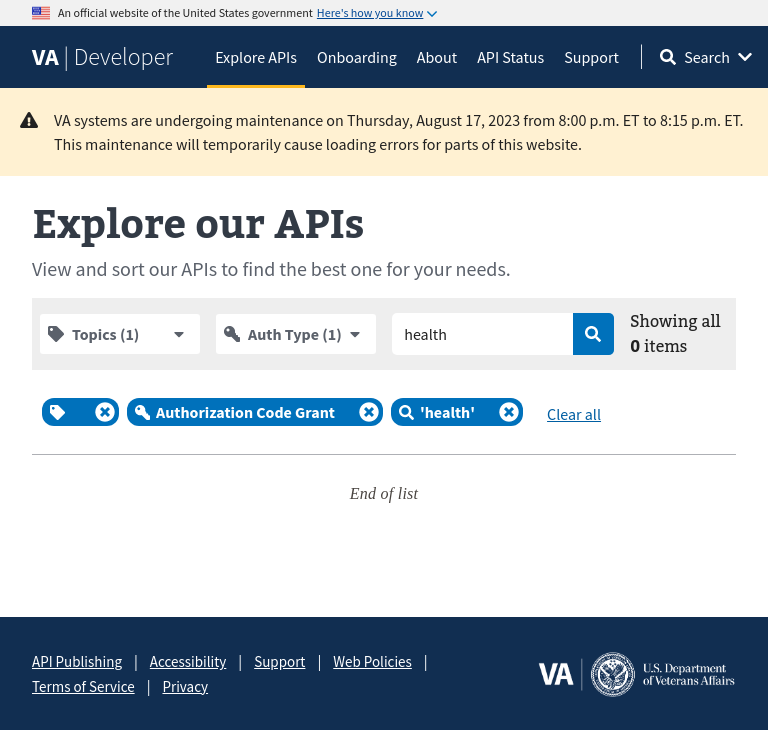 An official website of the United States government Here's how you know
VA | Developer
Explore APIs Onboarding About API Status Support Search
VA systems are undergoing maintenance on Thursday, August 17, 2023 from 8:00 p.m. ET to 8:15 p.m. ET.
This maintenance will temporarily cause loading errors for parts of this website.
Explore our APIs
View and sort our APIs to find the best one for your needs.
Topics (1) Auth Type (1) health
Showing all
0 items
Authorization Code Grant 'health' Clear all
End of list
API Publishing | Accessibility | Support | Web Policies |
Terms of Service | Privacy
VA | U.S. Department
of Veterans Affairs